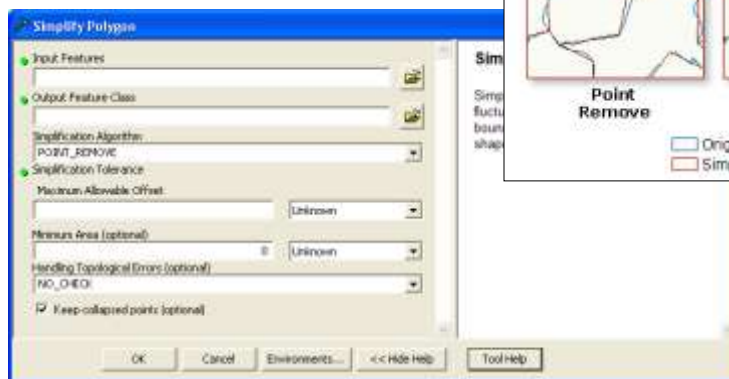 Simplify Polygon
Input Features
Output Feature Class
Simplification Algorithm
POINT_REMOVE
Simplification Tolerance
Maximum Allowable Offset
Unknown
Minimum Area (optional)
0 Unknown
Handling Topological Errors (optional)
NO_CHECK
Keep collapsed points (optional)
OK Cancel Environments... << Hide Help Tool Help
Sim
Simp
fluctu
boun
shap
Point
Remove
Orig
Simp